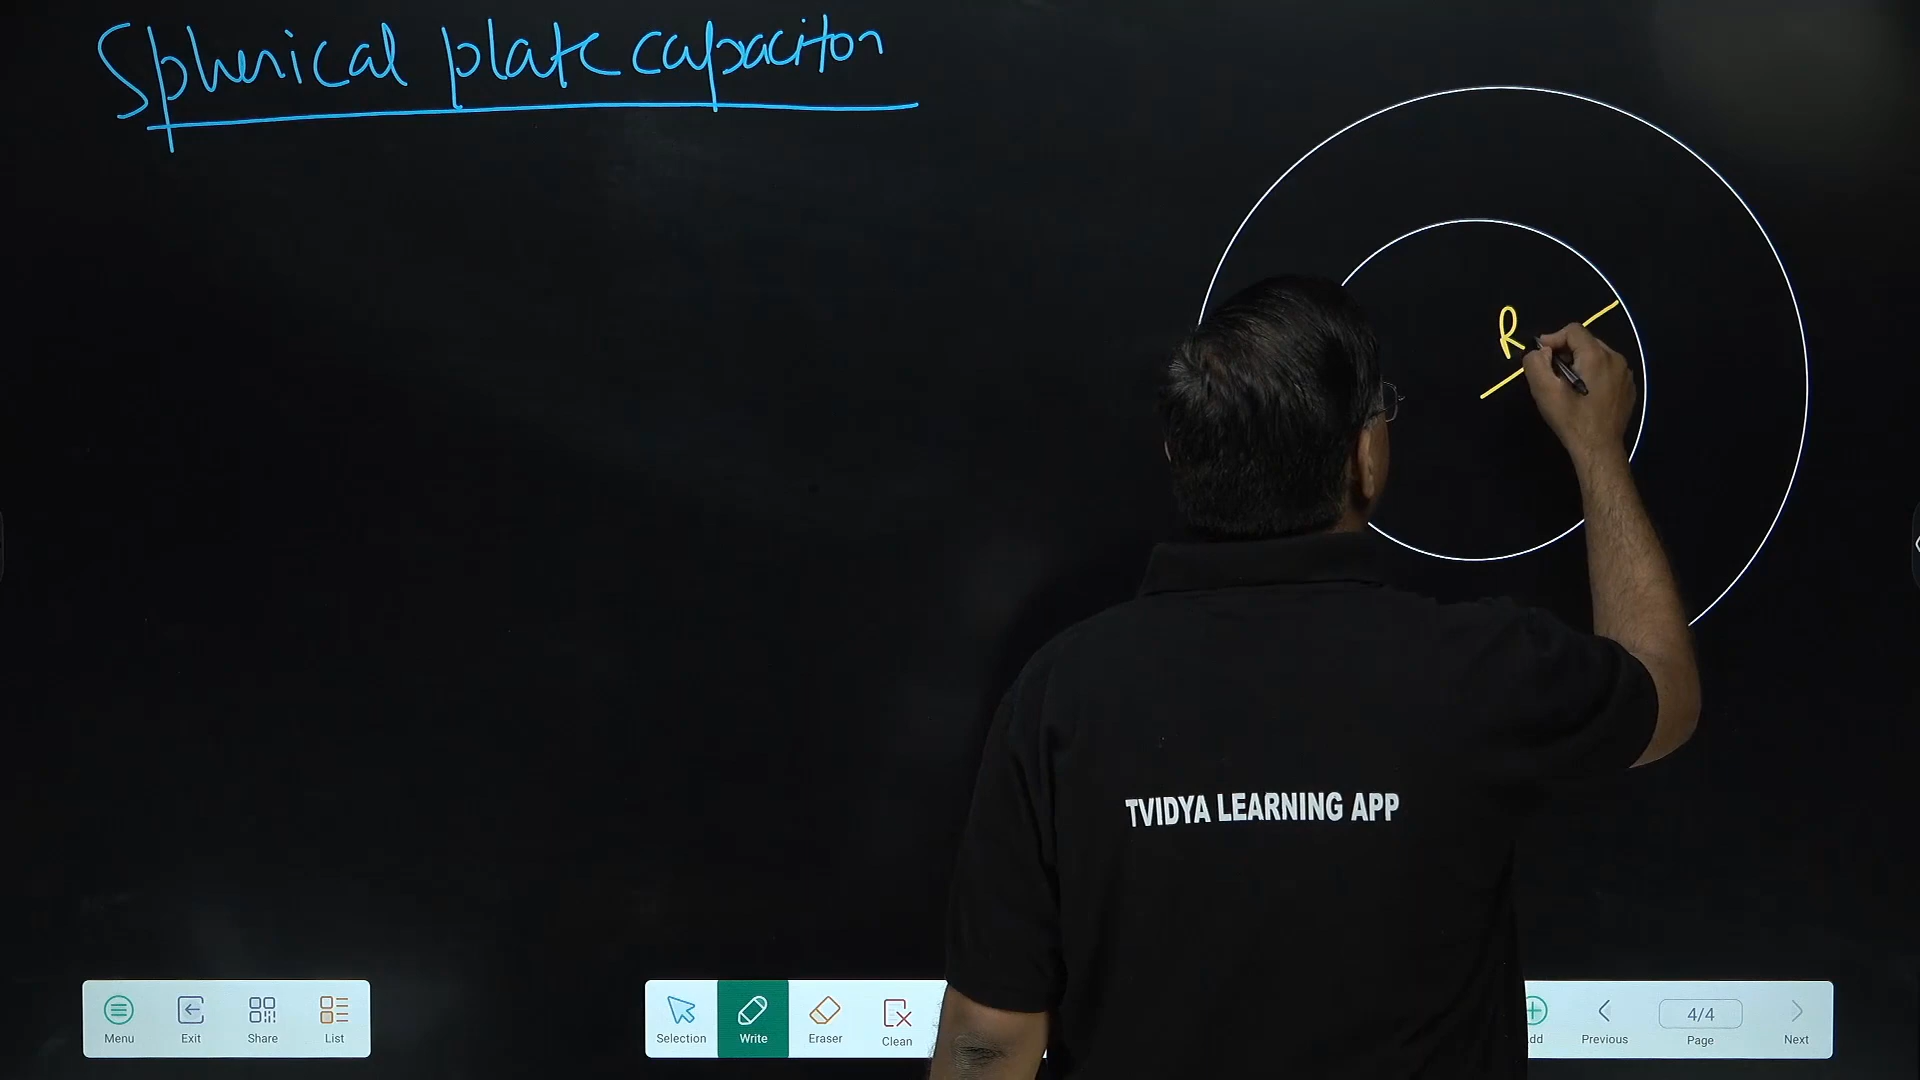 Spherical plate capacitor
R
TVIDYA LEARNING APP
Menu
Exit
Share
List
Selection
Write
Eraser
Clean
dd
Previous
4/4
Page
Next